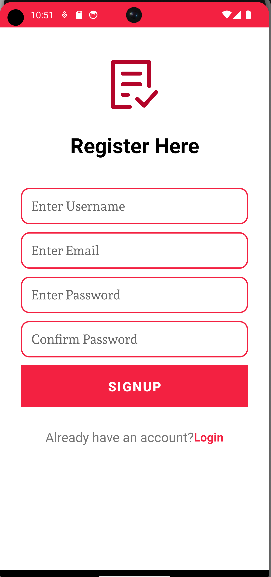 10:51
Register Here
Enter Username
Enter Email
Enter Password
Confirm Password
SIGNUP
Already have an account?Login